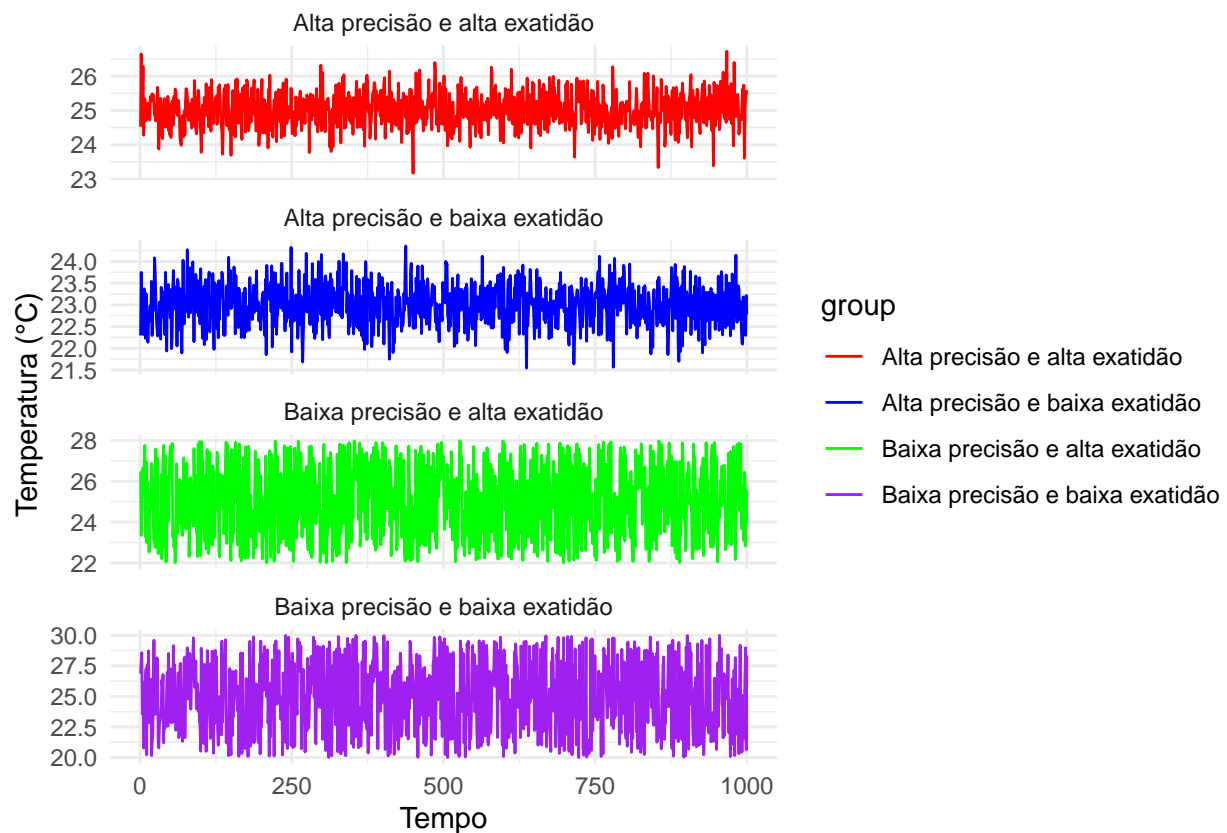 Alta precisão e alta exatidão
26
25
24
23
Alta precisão e baixa exatidão
24.0
23.5
23.0
22.5
22.0
21.5
Baixa precisão e alta exatidão
28
26
24
22
Baixa precisão e baixa exatidão
30.0
27.5
25.0
22.5
20.0
0 250 500 750 1000
Tempo
Temperatura (°C)
group
Alta precisão e alta exatidão
Alta precisão e baixa exatidão
Baixa precisão e alta exatidão
Baixa precisão e baixa exatidão